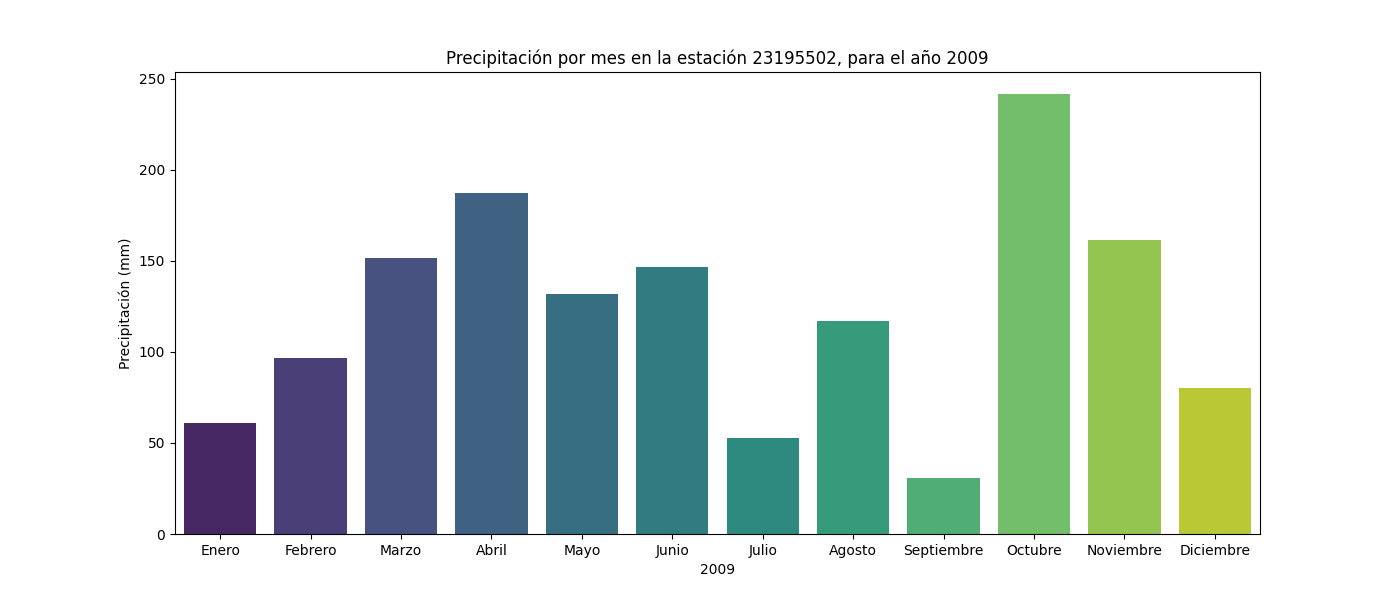 Precipitación por mes en la estación 23195502, para el año 2009
Precipitación (mm)
250
200
150
100
50
0
Enero Febrero Marzo Abril Mayo Junio Julio Agosto Septiembre Octubre Noviembre Diciembre
2009